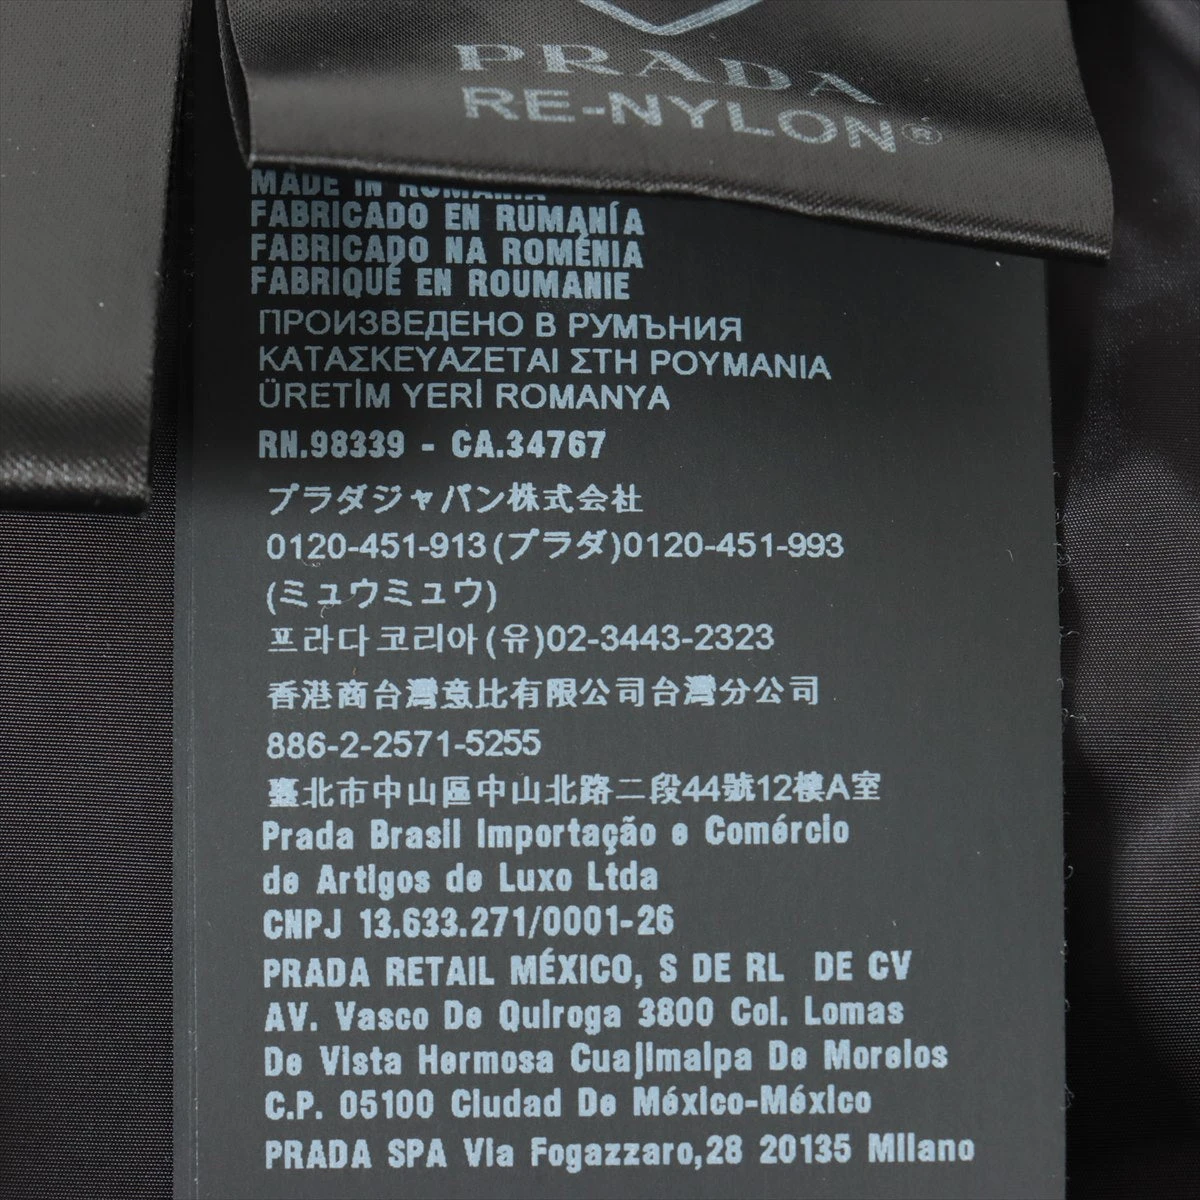 PRADA
RE-NYLON®
MADE IN ROMANIA
FABRICADO EN RUMANÍA
FABRICADO NA ROMÉNIA
FABRIQUÉ EN ROUMANIE
ПРОИЗВЕДЕНО В РУМЪНИЯ
ΚΑΤΑΣΚΕΥΑΖΕΤΑΙ ΣΤΗ ΡΟΥΜΑΝΙΑ
ÜRETİM YERİ ROMANYA
RN.98339 - CA.34767
プラダジャパン株式会社
0120-451-913(プラダ)0120-451-993
(ミュウミュウ)
프라다코리아(유)02-3443-2323
香港商台灣意比有限公司台灣分公司
886-2-2571-5255
臺北市中山區中山北路二段44號12樓A室
Prada Brasil Importação e Comércio
de Artigos de Luxo Ltda
CNPJ 13.633.271/0001-26
PRADA RETAIL MÉXICO, S DE RL DE CV
AV. Vasco De Quiroga 3800 Col. Lomas
De Vista Hermosa Cuajimalpa De Morelos
C.P. 05100 Ciudad De México-México
PRADA SPA Via Fogazzaro,28 20135 Milano